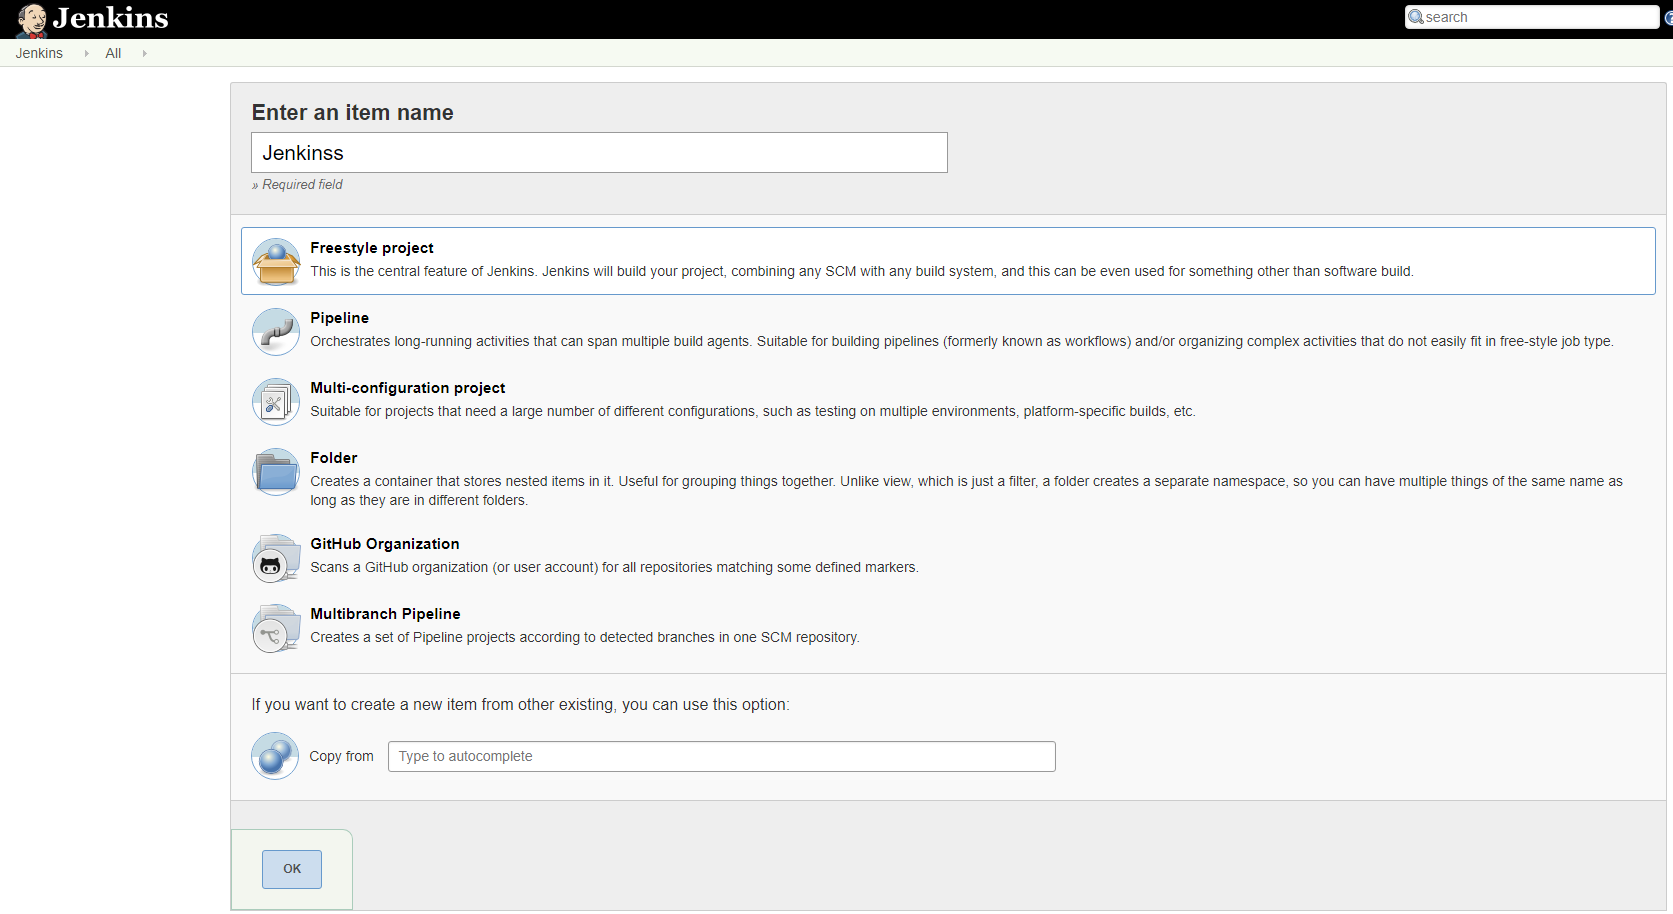 Jenkins
search
Jenkins
All
Enter an item name
Jenkinss
» Required field
Freestyle project
This is the central feature of Jenkins. Jenkins will build your project, combining any SCM with any build system, and this can be even used for something other than software build.
Pipeline
Orchestrates long-running activities that can span multiple build agents. Suitable for building pipelines (formerly known as workflows) and/or organizing complex activities that do not easily fit in free-style job type.
Multi-configuration project
Suitable for projects that need a large number of different configurations, such as testing on multiple environments, platform-specific builds, etc.
Folder
Creates a container that stores nested items in it. Useful for grouping things together. Unlike view, which is just a filter, a folder creates a separate namespace, so you can have multiple things of the same name as
long as they are in different folders.
GitHub Organization
Scans a GitHub organization (or user account) for all repositories matching some defined markers.
Multibranch Pipeline
Creates a set of Pipeline projects according to detected branches in one SCM repository.
If you want to create a new item from other existing, you can use this option:
Copy from
Type to autocomplete
OK